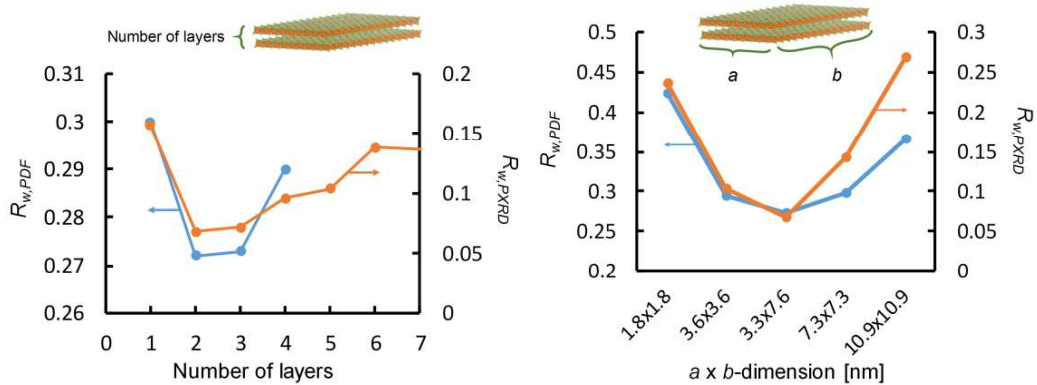 Number of layers
R_w,PDF
0.31
0.3
0.29
0.28
0.27
0.26
0.2
0.15
0.1
0.05
0
R_w,PXRD
0 1 2 3 4 5 6 7
Number of layers
a b
R_w,PDF
0.5
0.45
0.4
0.35
0.3
0.25
0.2
0.3
0.25
0.2
0.15
0.1
0.05
0
R_w,PXRD
1.8x1.8
3.6x3.6
3.3x7.6
7.3x7.3
10.9x10.9
a x b-dimension [nm]